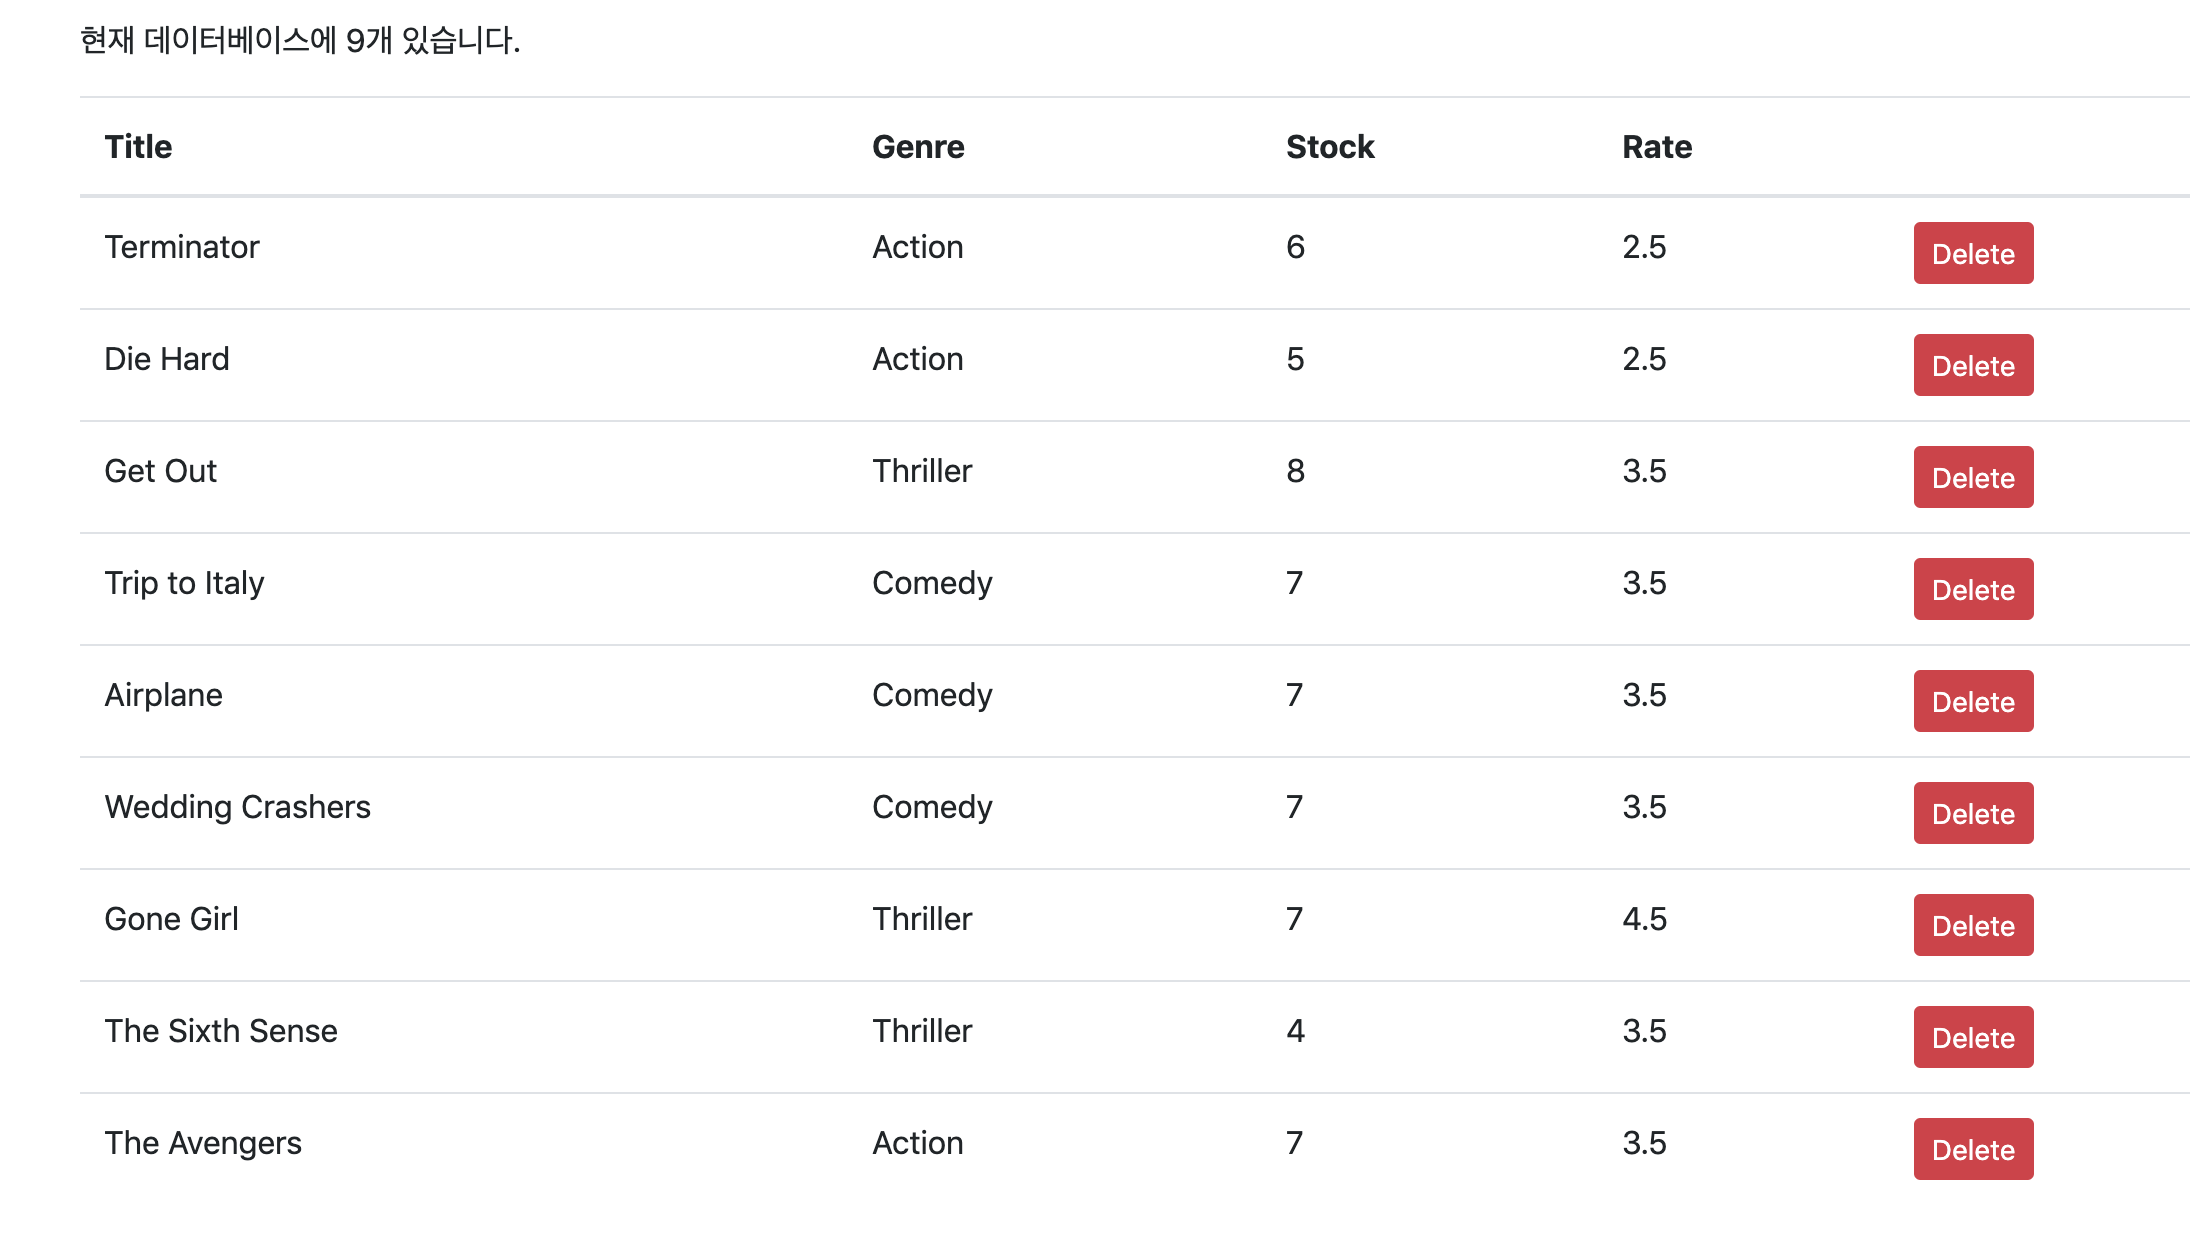 현재 데이터베이스에 9개 있습니다.
Title Genre Stock Rate
Terminator Action 6 2.5 Delete
Die Hard Action 5 2.5 Delete
Get Out Thriller 8 3.5 Delete
Trip to Italy Comedy 7 3.5 Delete
Airplane Comedy 7 3.5 Delete
Wedding Crashers Comedy 7 3.5 Delete
Gone Girl Thriller 7 4.5 Delete
The Sixth Sense Thriller 4 3.5 Delete
The Avengers Action 7 3.5 Delete